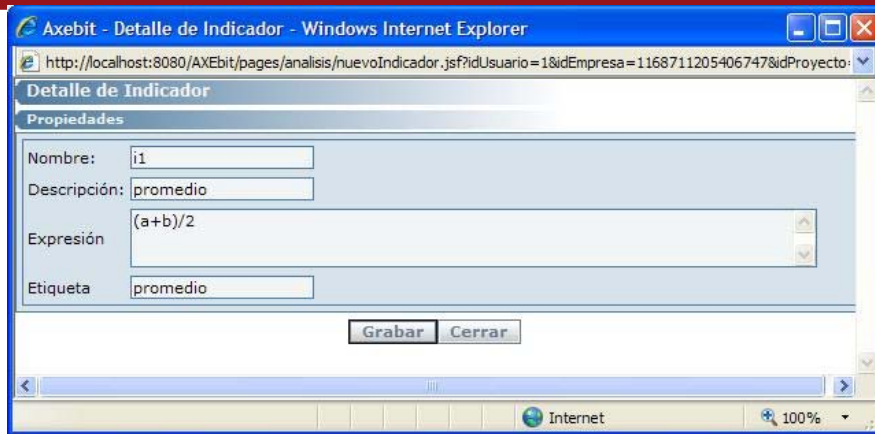 Axebit - Detalle de Indicador - Windows Internet Explorer
http://localhost:8080/AXEbit/pages/analisis/nuevoIndicador.jsf?idUsuario=1&idEmpresa=1168711205406747&idProyecto=
Detalle de Indicador
Propiedades
Nombre: i1
Descripción: promedio
Expresión (a+b)/2
Etiqueta promedio
Grabar Cerrar
Internet 100%